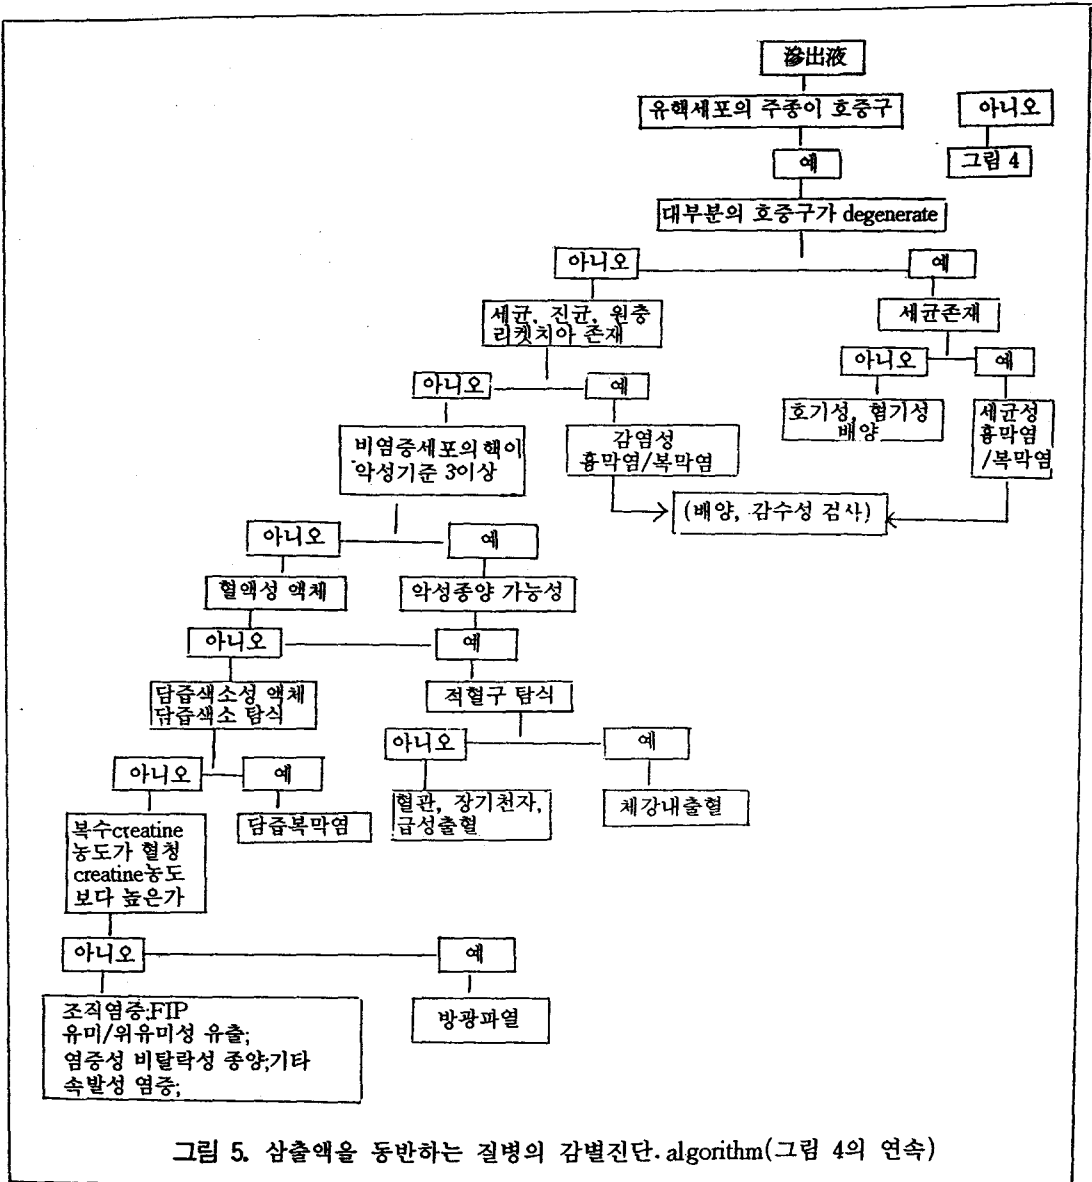 滲出液
유핵세포의 주종이 호중구
아니오
예
그림 4
대부분의 호중구가 degenerate
아니오
예
세균, 진균, 원충
리켓치아 존재
세균존재
아니오
예
아니오
예
비염증세포의 핵이
악성기준 3이상
감염성
흉막염/복막염
호기성, 혐기성
배양
세균성
흉막염
/복막염
(배양, 감수성 검사)
아니오
예
혈액성 액체
악성종양 가능성
아니오
예
담즙색소성 액체
담즙색소 탐식
적혈구 탐식
아니오
예
아니오
예
복수creatine
농도가 혈청
creatine농도
보다 높은가
담즙복막염
혈관, 장기천자,
급성출혈
체강내출혈
아니오
예
조직염증;FIP
유미/위유미성 유출;
염증성 비탈락성 종양;기타
속발성 염증;
방광파열
그림 5. 삼출액을 동반하는 질병의 감별진단. algorithm(그림 4의 연속)